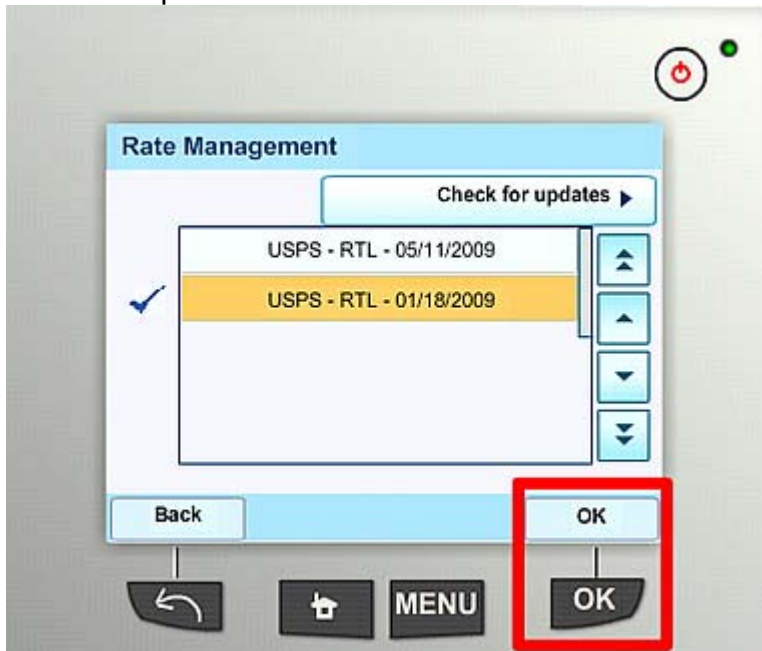 Rate Management
Check for updates
USPS - RTL - 05/11/2009
USPS - RTL - 01/18/2009
Back
OK
MENU
OK